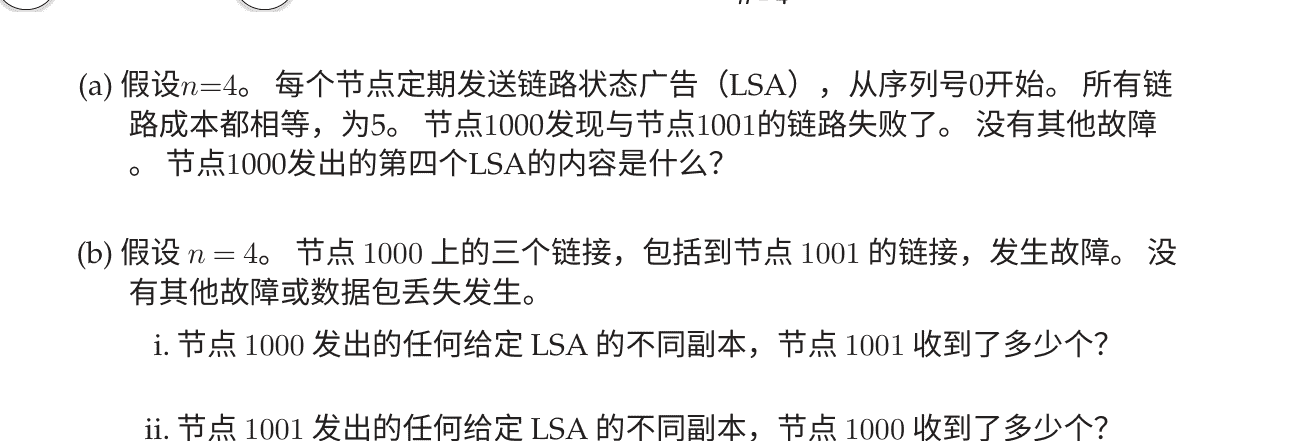 (a) 假设n=4。 每个节点定期发送链路状态广告（LSA），从序列号0开始。 所有链
路成本都相等，为5。 节点1000发现与节点1001的链路失败了。 没有其他故障
。 节点1000发出的第四个LSA的内容是什么？
(b) 假设 n = 4。 节点 1000 上的三个链接，包括到节点 1001 的链接，发生故障。 没
有其他故障或数据包丢失发生。
i. 节点 1000 发出的任何给定 LSA 的不同副本，节点 1001 收到了多少个？
ii. 节点 1001 发出的任何给定 LSA 的不同副本，节点 1000 收到了多少个？